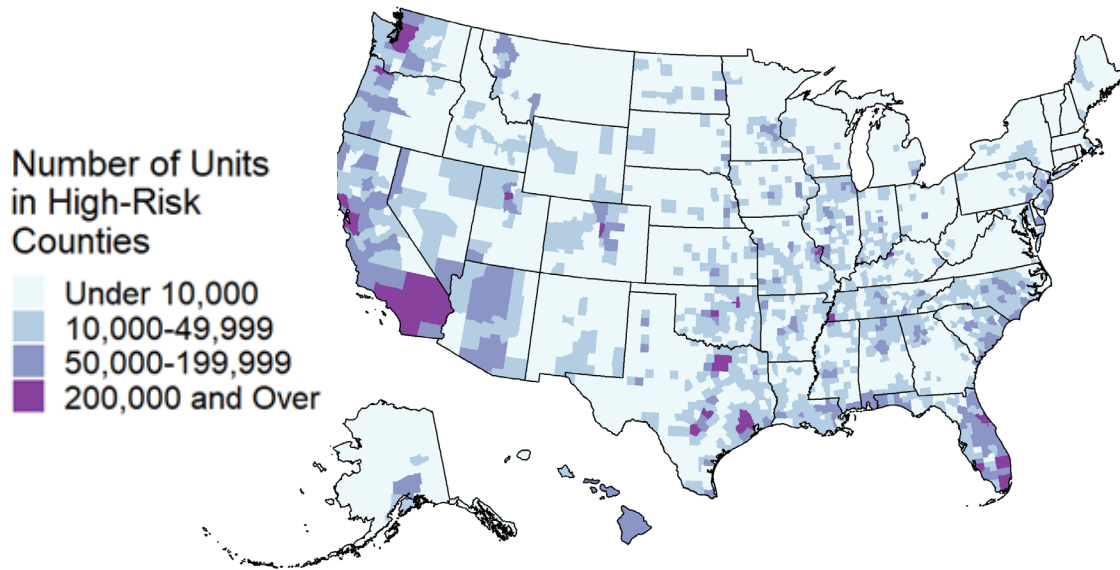 Number of Units
in High-Risk
Counties
Under 10,000
10,000-49,999
50,000-199,999
200,000 and Over